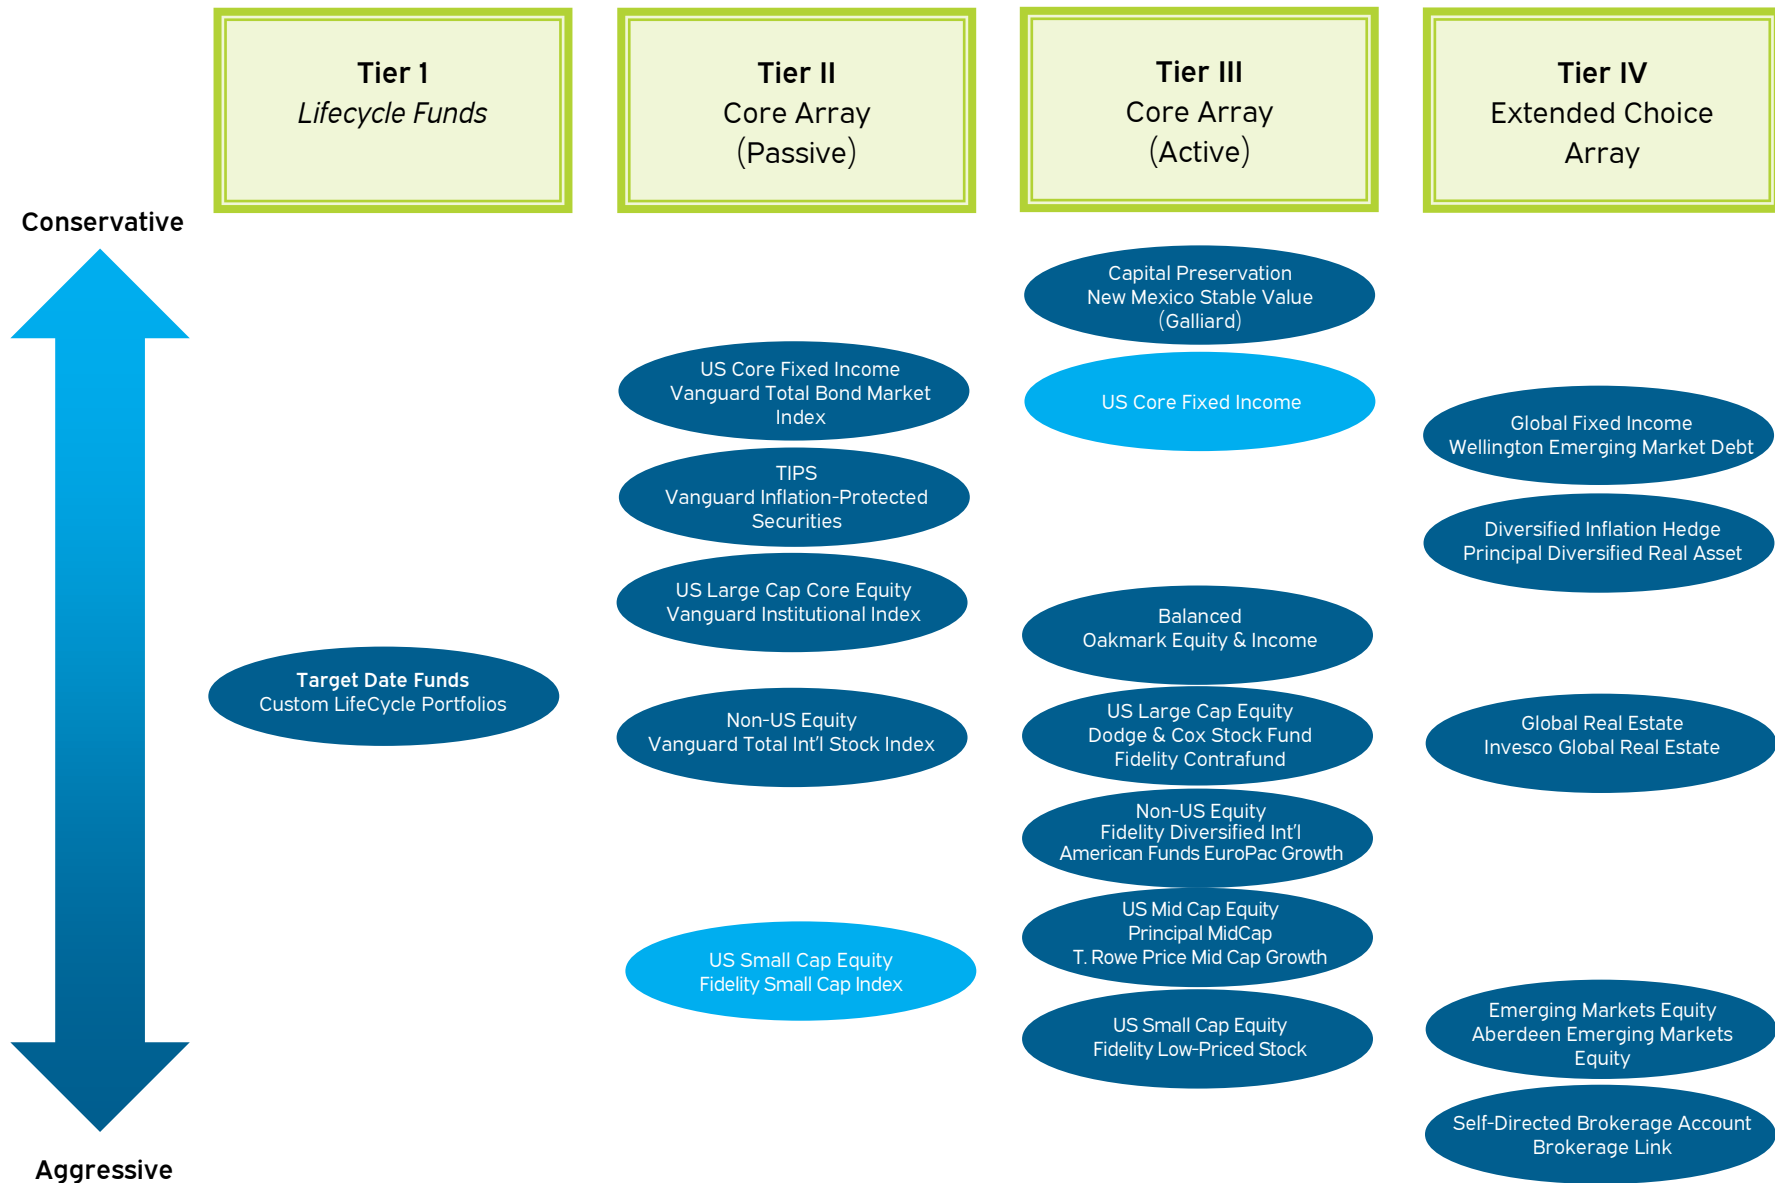 Tier 1
Lifecycle Funds
Tier II
Core Array
(Passive)
Tier III
Core Array
(Active)
Tier IV
Extended Choice
Array
Conservative
Aggressive
Target Date Funds
Custom LifeCycle Portfolios
US Core Fixed Income
Vanguard Total Bond Market
Index
TIPS
Vanguard Inflation-Protected
Securities
US Large Cap Core Equity
Vanguard Institutional Index
Non-US Equity
Vanguard Total Int'l Stock Index
US Small Cap Equity
Fidelity Small Cap Index
Capital Preservation
New Mexico Stable Value
(Galliard)
US Core Fixed Income
Balanced
Oakmark Equity & Income
US Large Cap Equity
Dodge & Cox Stock Fund
Fidelity Contrafund
Non-US Equity
Fidelity Diversified Int'l
American Funds EuroPac Growth
US Mid Cap Equity
Principal MidCap
T. Rowe Price Mid Cap Growth
US Small Cap Equity
Fidelity Low-Priced Stock
Global Fixed Income
Wellington Emerging Market Debt
Diversified Inflation Hedge
Principal Diversified Real Asset
Global Real Estate
Invesco Global Real Estate
Emerging Markets Equity
Aberdeen Emerging Markets
Equity
Self-Directed Brokerage Account
Brokerage Link